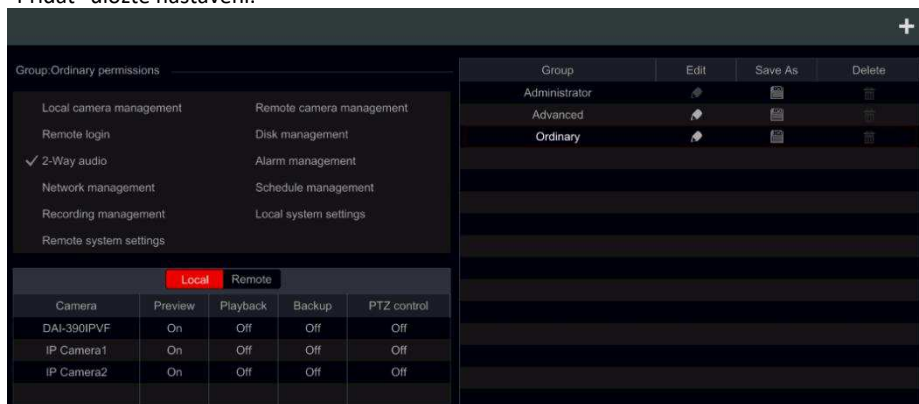 Group:Ordinary permissions
Local camera management Remote camera management
Remote login Disk management
2-Way audio Alarm management
Network management Schedule management
Recording management Local system settings
Remote system settings
Local Remote
Camera Preview Playback Backup PTZ control
DAI-390IPVF On Off Off Off
IP Camera1 On Off Off Off
IP Camera2 On Off Off Off
Group Edit Save As Delete
Administrator
Advanced
Ordinary